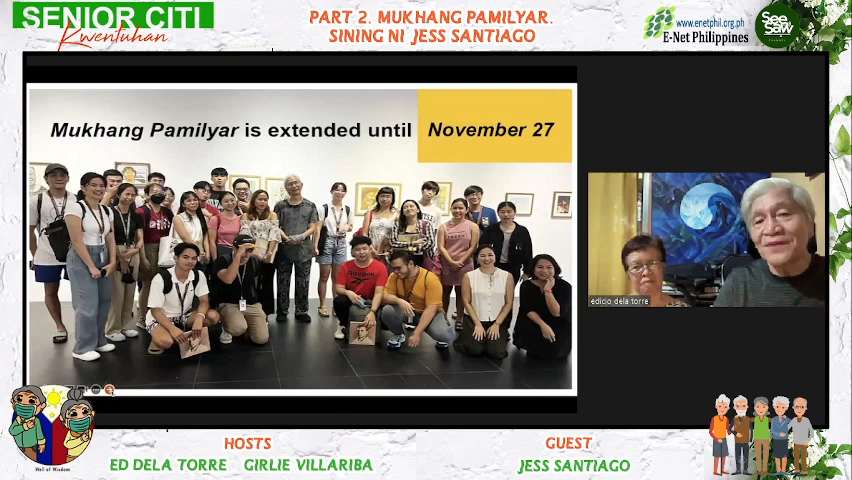 SENIOR CITI
Kwentuhan
PART 2. MUKHANG PAMILYAR.
SINING NI JESS SANTIAGO
www.enetphil.org.ph
E-Net Philippines
See
Saw
Mukhang Pamilyar is extended until November 27
edicio dela torre
Well of Wisdom
HOSTS
ED DELA TORRE GIRLIE VILLARIBA
GUEST
JESS SANTIAGO